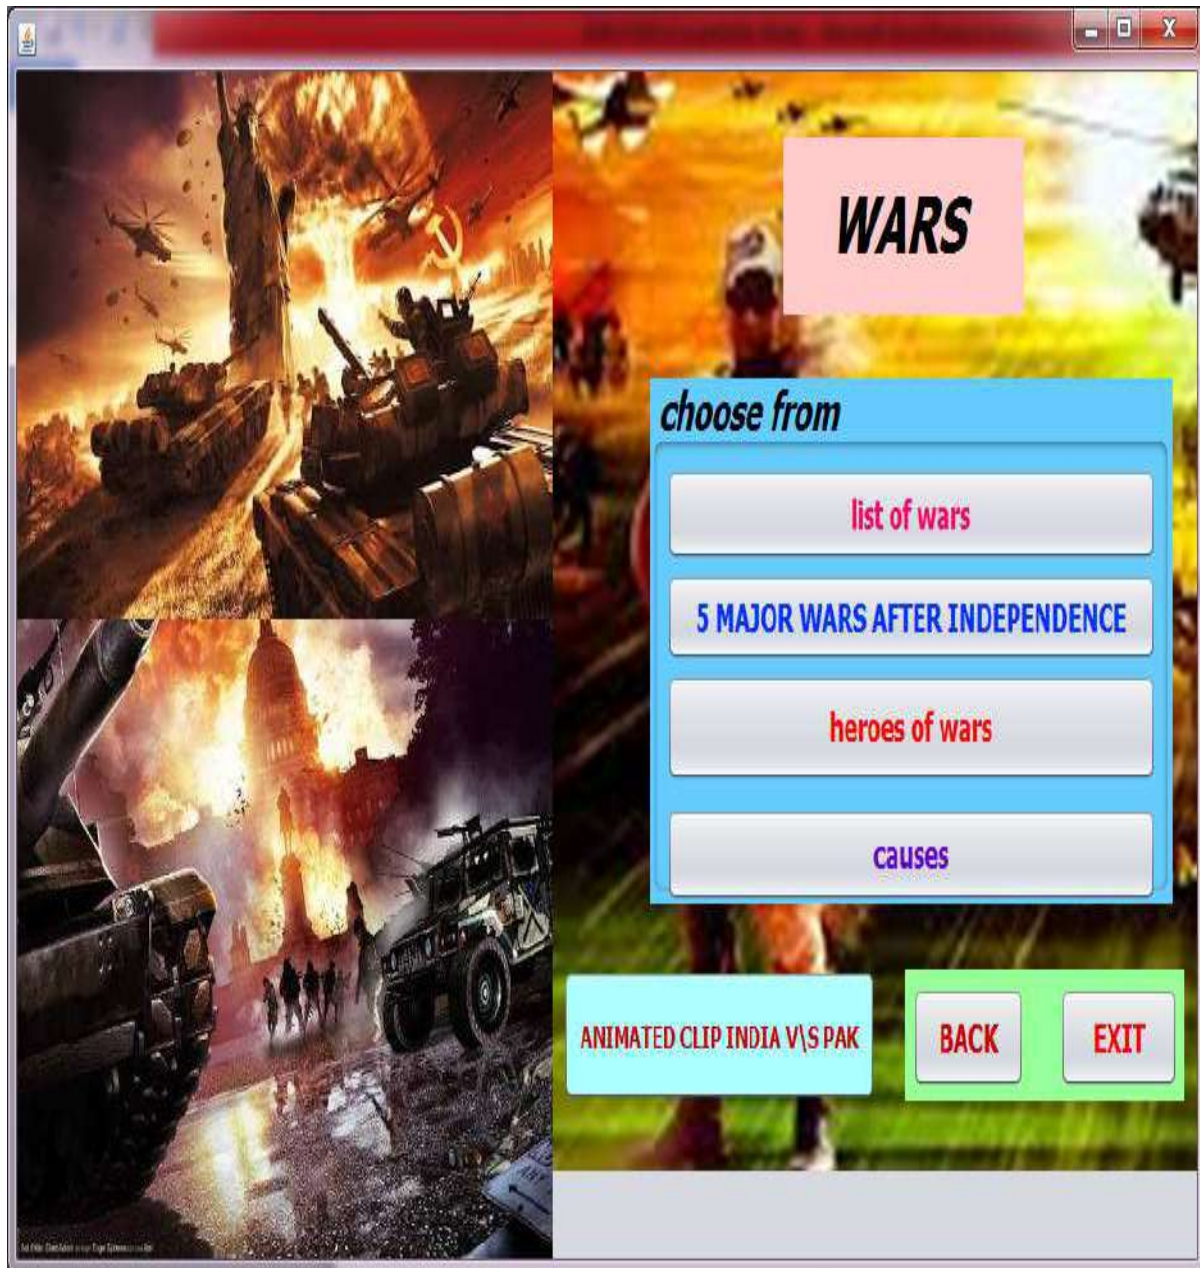 WARS
choose from
list of wars
5 MAJOR WARS AFTER INDEPENDENCE
heroes of wars
causes
ANIMATED CLIP INDIA V\S PAK
BACK
EXIT